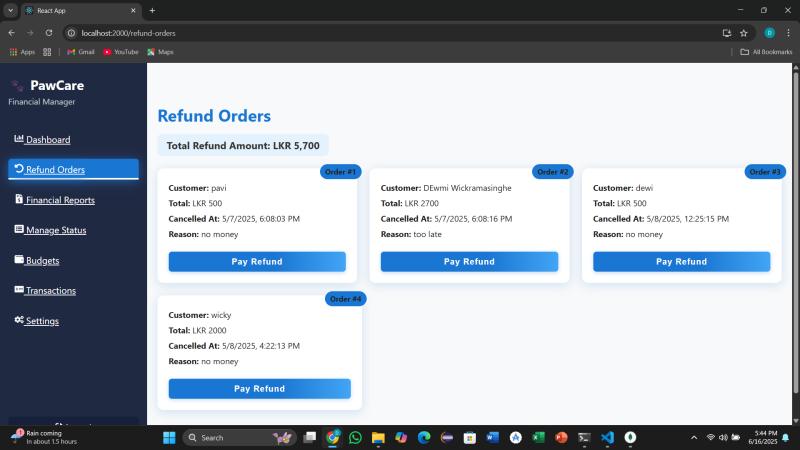 React App
localhost:2000/refund-orders
Apps
Gmail
YouTube
Maps
All Bookmarks
D
PawCare
Financial Manager
Dashboard
Refund Orders
Financial Reports
Manage Status
Budgets
Transactions
Settings
Refund Orders
Total Refund Amount: LKR 5,700
Order #1
Customer: pavi
Total: LKR 500
Cancelled At: 5/7/2025, 6:08:03 PM
Reason: no money
Pay Refund
Order #2
Customer: DEwmi Wickramasinghe
Total: LKR 2700
Cancelled At: 5/7/2025, 6:08:16 PM
Reason: too late
Pay Refund
Order #3
Customer: dewi
Total: LKR 500
Cancelled At: 5/8/2025, 12:25:15 PM
Reason: no money
Pay Refund
Order #4
Customer: wicky
Total: LKR 2000
Cancelled At: 5/8/2025, 4:22:13 PM
Reason: no money
Pay Refund
1
Rain coming
In about 1.5 hours
Search
5:44 PM
6/16/2025